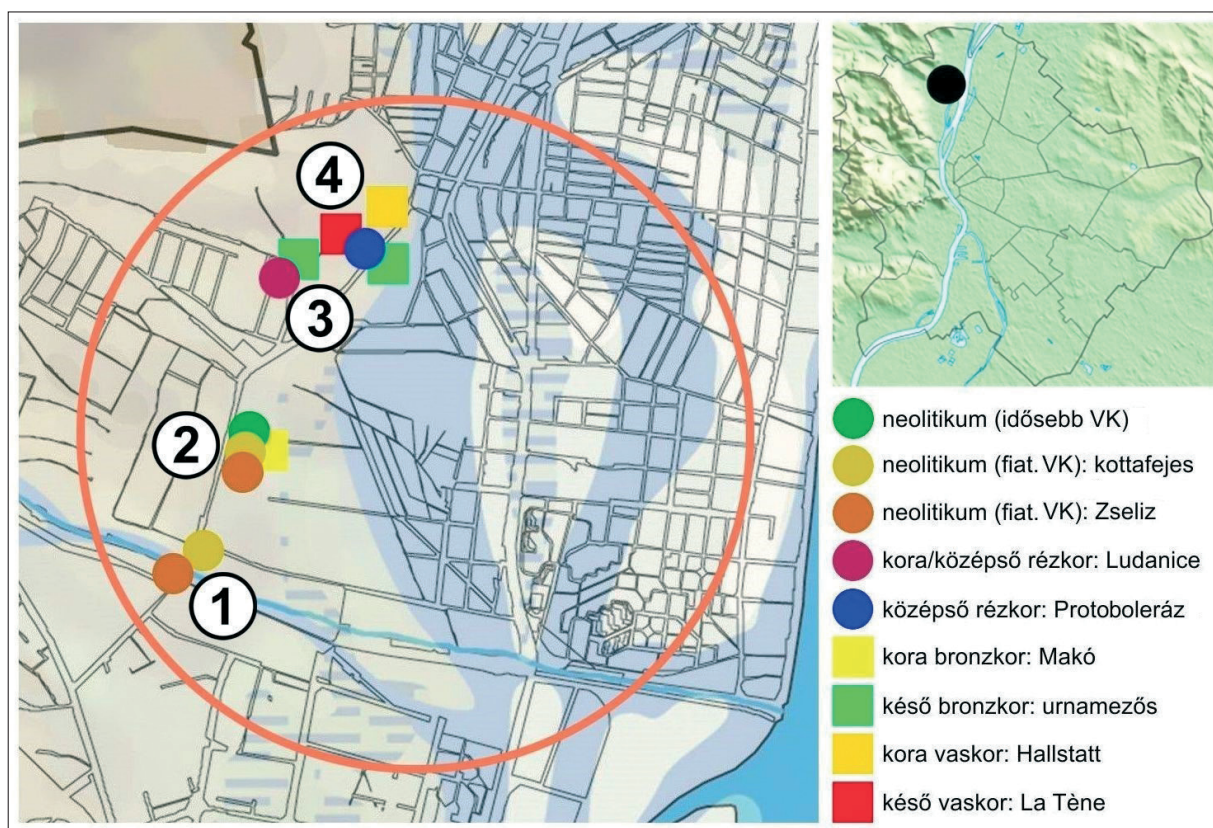 4
3
2
1
neolitikum (idősebb VK)
neolitikum (fiat. VK): kottafejes
neolitikum (fiat. VK): Zseliz
kora/középső rézkor: Ludanice
középső rézkor: Protoboleráz
kora bronzkor: Makó
késő bronzkor: urnamezős
kora vaskor: Hallstatt
késő vaskor: La Tène